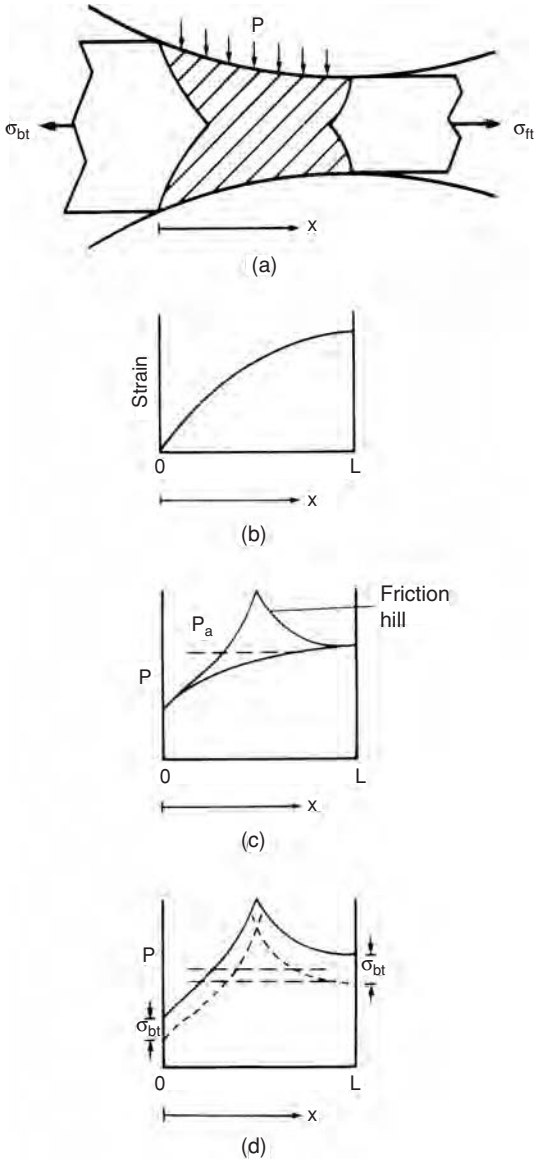 P
σbt
σft
x
(a)
Strain
0
L
x
(b)
Friction
hill
Pa
P
0
L
x
(c)
P
σbt
σbt
0
L
x
(d)